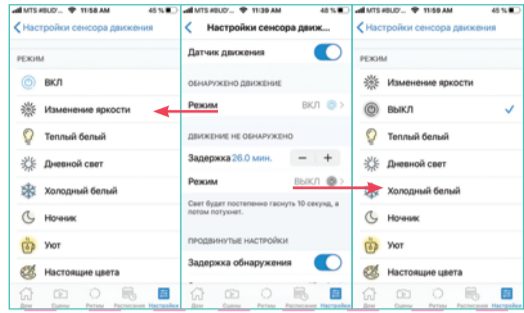 MTS #BUD'... 11:58 AM 45 %
Настройки сенсора движения
РЕЖИМ
ВКЛ
Изменение яркости
Теплый белый
Дневной свет
Холодный белый
Ночник
Уют
Настоящие цвета
Дом Сцены Ритмы Расписание Настройки
MTS #BUD'... 11:39 AM 48 %
Настройки сенсора движ...
Датчик движения
ОБНАРУЖЕНО ДВИЖЕНИЕ
Режим ВКЛ
ДВИЖЕНИЕ НЕ ОБНАРУЖЕНО
Задержка 26.0 мин. − +
Режим ВЫКЛ
Свет будет постепенно гаснуть 10 секунд, а
потом потухнет.
ПРОДВИНУТЫЕ НАСТРОЙКИ
Задержка обнаружения
Дом Сцены Ритмы Расписание Настройки
MTS #BUD'... 11:59 AM 45 %
Настройки сенсора движения
РЕЖИМ
Изменение яркости
ВЫКЛ
Теплый белый
Дневной свет
Холодный белый
Ночник
Уют
Настоящие цвета
Дом Сцены Ритмы Расписание Настройки